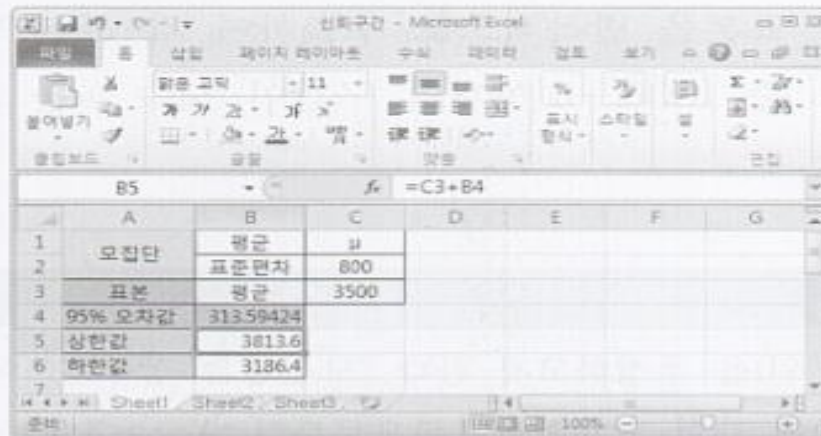 신뢰구간 - Microsoft Excel
파일 홈 삽입 페이지 레이아웃 수식 데이터 검토 보기
맑은 고딕 11
붙여넣기
표시 형식
스타일
셀
클립보드 글꼴 맞춤 편집
B5 fx =C3+B4
A B C D E F G
1 모집단 평균 μ
2 표준편차 800
3 표본 평균 3500
4 95% 오차값 313.59424
5 상한값 3813.6
6 하한값 3186.4
7
Sheet1 Sheet2 Sheet3
준비 100%